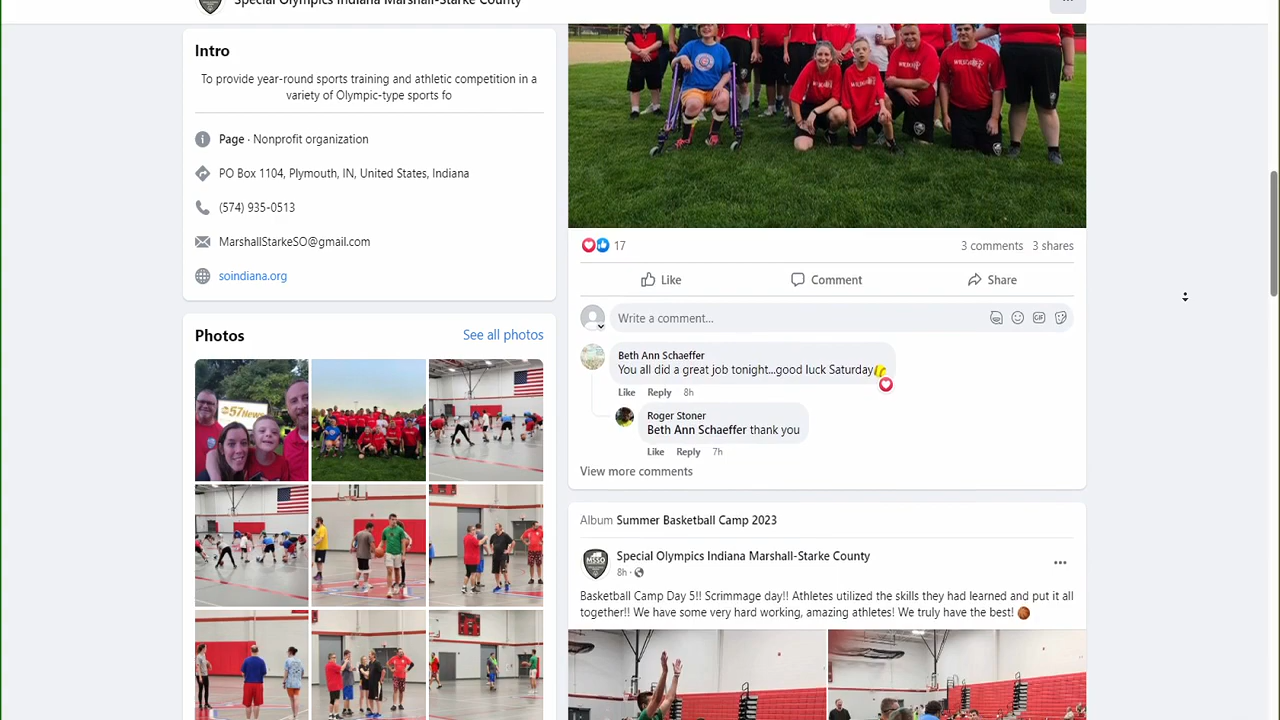 Special Olympics Indiana Marshall-Starke County
Intro
To provide year-round sports training and athletic competition in a
variety of Olympic-type sports fo
Page · Nonprofit organization
PO Box 1104, Plymouth, IN, United States, Indiana
(574) 935-0513
MarshallStarkeSO@gmail.com
soindiana.org
Photos
See all photos
57 News
17
3 comments 3 shares
Like Comment Share
Write a comment...
GIF
Beth Ann Schaeffer
You all did a great job tonight...good luck Saturday
Like Reply 8h
Roger Stoner
Beth Ann Schaeffer thank you
Like Reply 7h
View more comments
Album Summer Basketball Camp 2023
MSSO
Special Olympics Indiana Marshall-Starke County
8h ·
Basketball Camp Day 5!! Scrimmage day!! Athletes utilized the skills they had learned and put it all
together!! We have some very hard working, amazing athletes! We truly have the best!